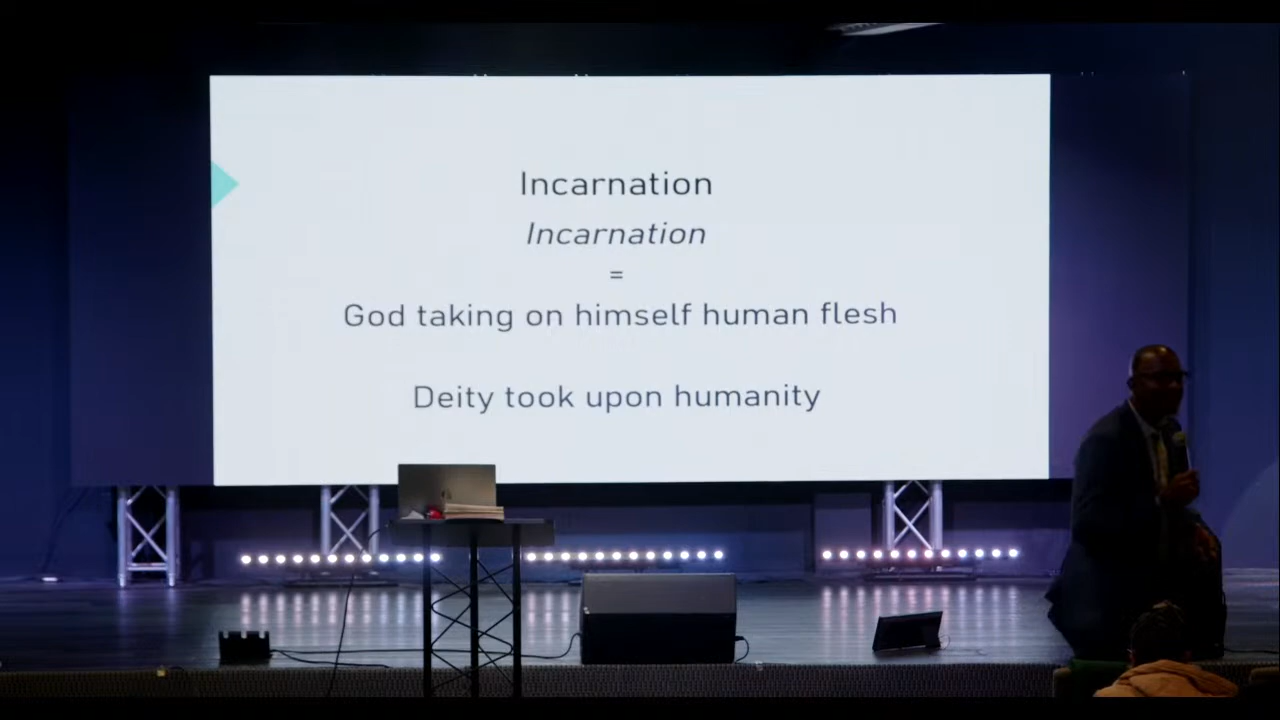 Incarnation
Incarnation
=
God taking on himself human flesh
Deity took upon humanity